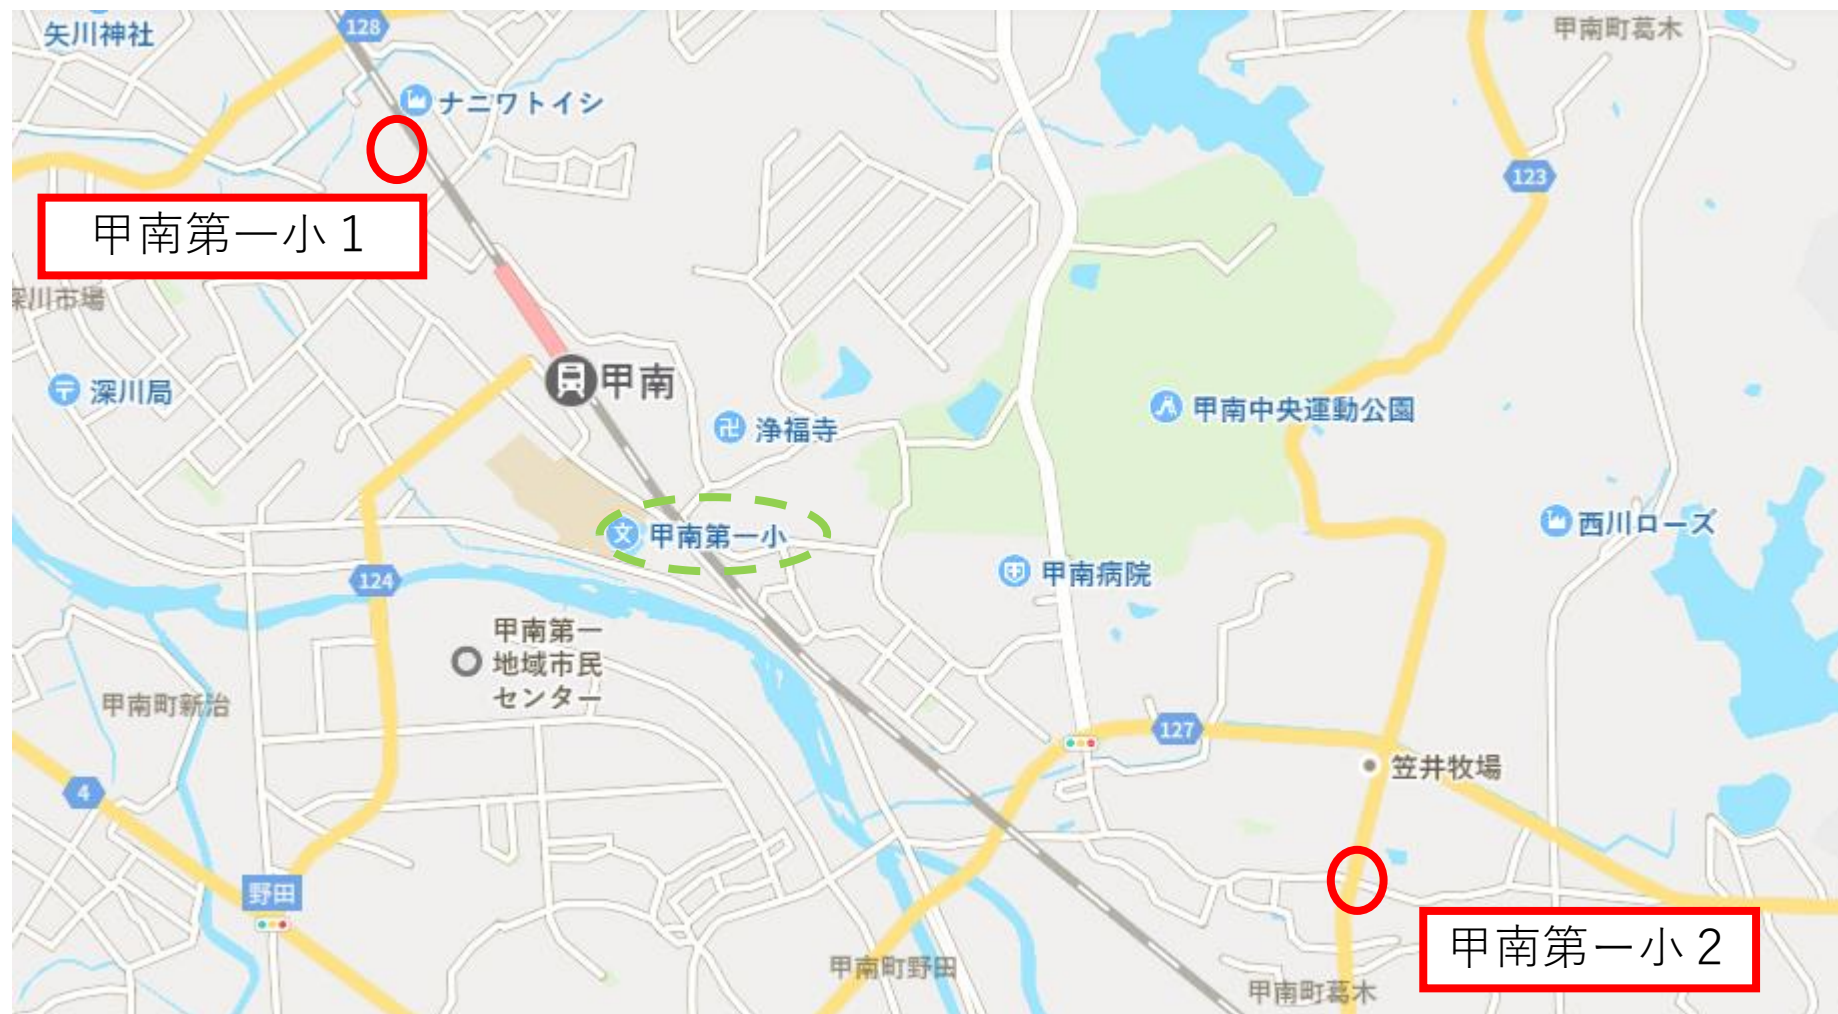 矢川神社
128
甲南町葛木
ナニワトイシ
123
甲南第一小１
深川市場
甲南
深川局
甲南中央運動公園
卍
浄福寺
文
甲南第一小
西川ローズ
甲南病院
124
甲南第一
地域市民
センター
甲南町新治
127
笠井牧場
4
野田
甲南第一小２
甲南町野田
甲南町葛木